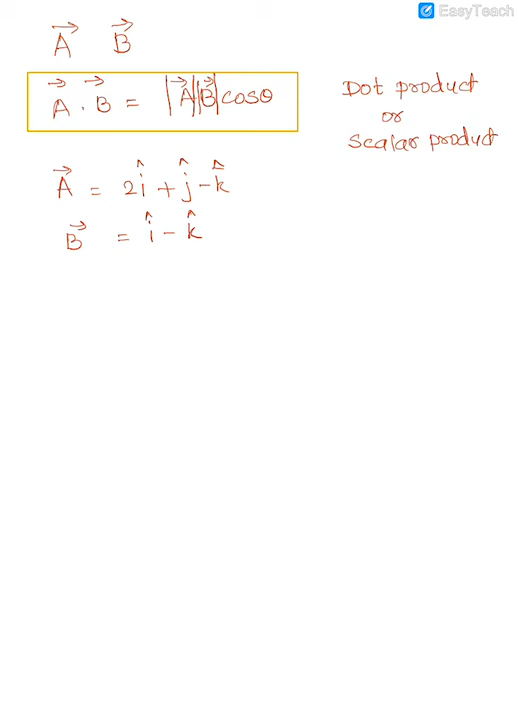 EasyTeach
A⃗ B⃗
A⃗ . B⃗ = |A⃗||B⃗| cosθ
Dot product
or
scalar product
A⃗ = 2î + ĵ - k̂
B⃗ = î - k̂